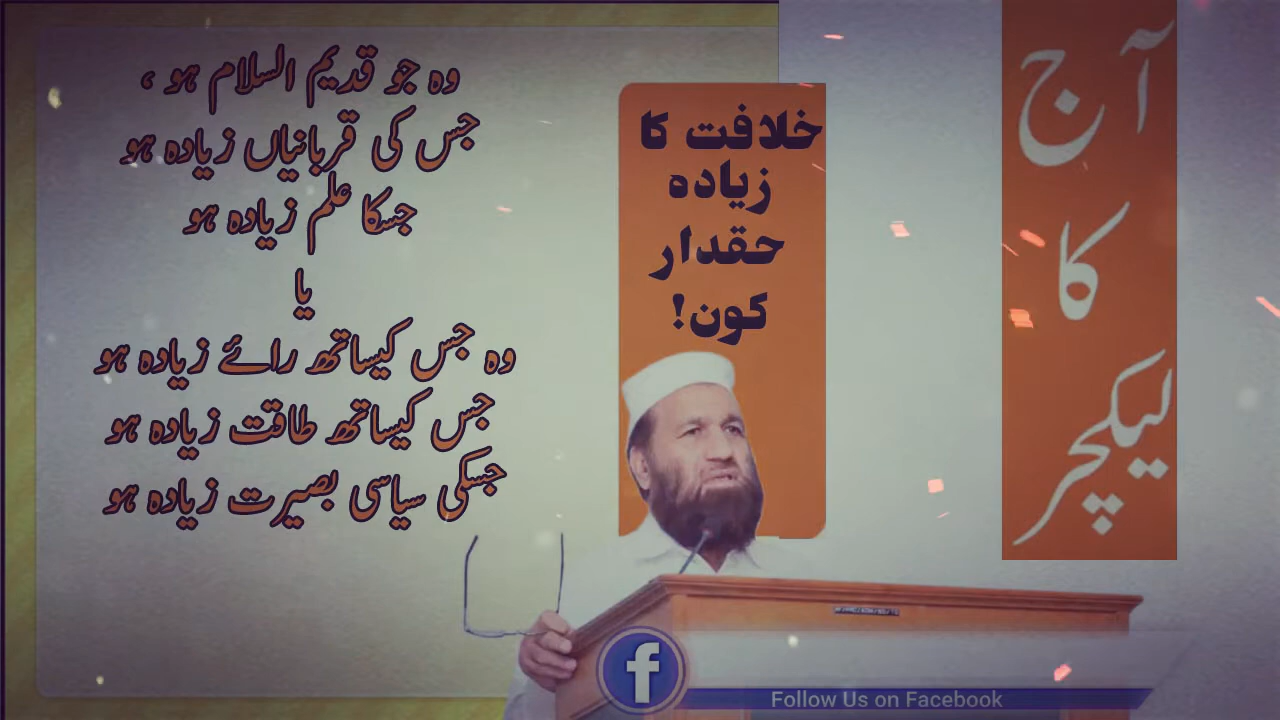 آج
کا
لیکچر
خلافت کا
زیادہ
حقدار
کون!
وہ جو قدیم السلام ہو ،
جس کی قربانیاں زیادہ ہو
جسکا علم زیادہ ہو
یا
وہ جس کیساتھ رائے زیادہ ہو
جس کیساتھ طاقت زیادہ ہو
جسکی سیاسی بصیرت زیادہ ہو
Follow Us on Facebook